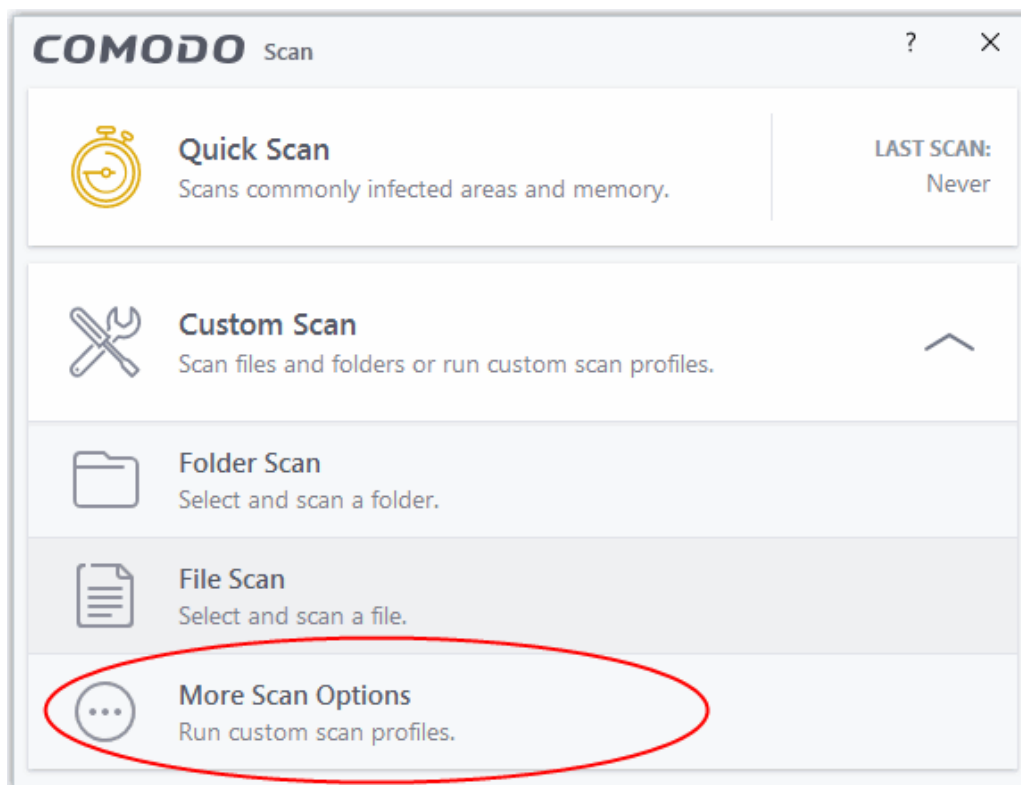 COMODO Scan
?
Quick Scan
Scans commonly infected areas and memory.
LAST SCAN:
Never
Custom Scan
Scan files and folders or run custom scan profiles.
Folder Scan
Select and scan a folder.
File Scan
Select and scan a file.
More Scan Options
Run custom scan profiles.